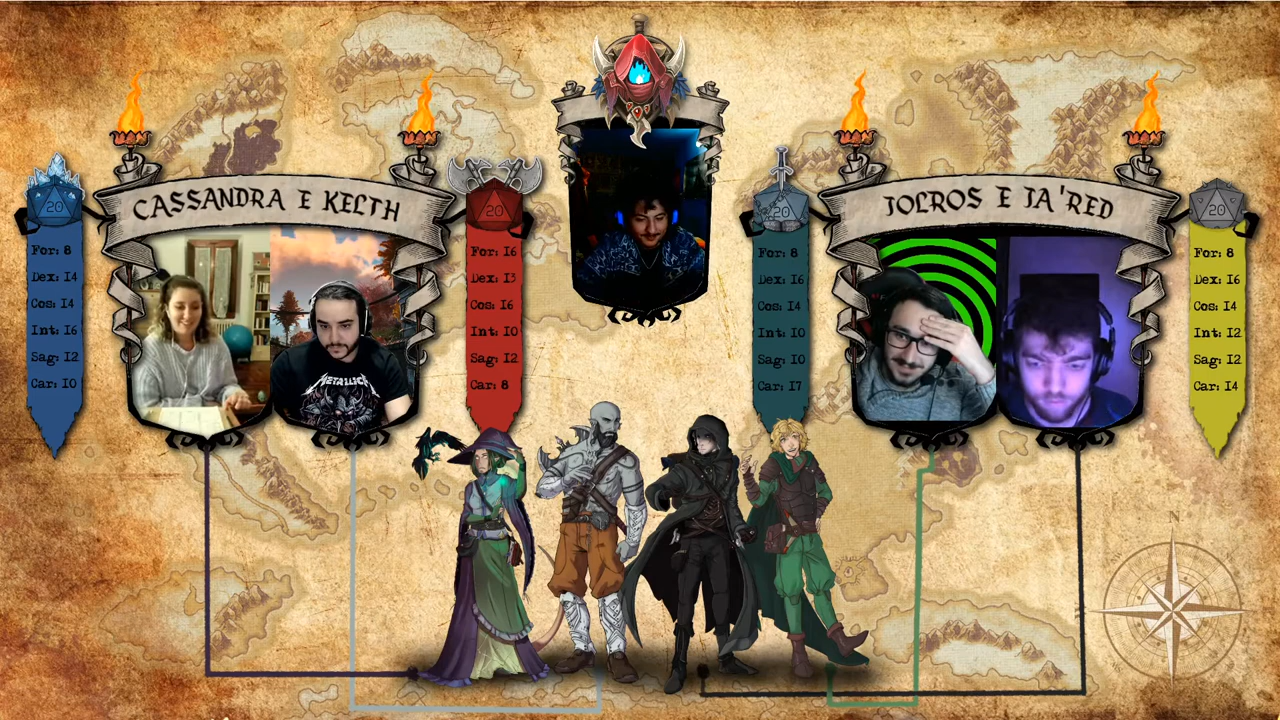 CASSANDRA E KELTH
JOLROS E JA'RED
20
For: 8
Dex: 14
Cos: 14
Int: 16
Sag: 12
Car: 10
20
For: 16
Dex: 13
Cos: 16
Int: 10
Sag: 12
Car: 8
METALLICA
20
For: 8
Dex: 16
Cos: 14
Int: 10
Sag: 10
Car: 17
20
For: 8
Dex: 16
Cos: 14
Int: 12
Sag: 12
Car: 14
N